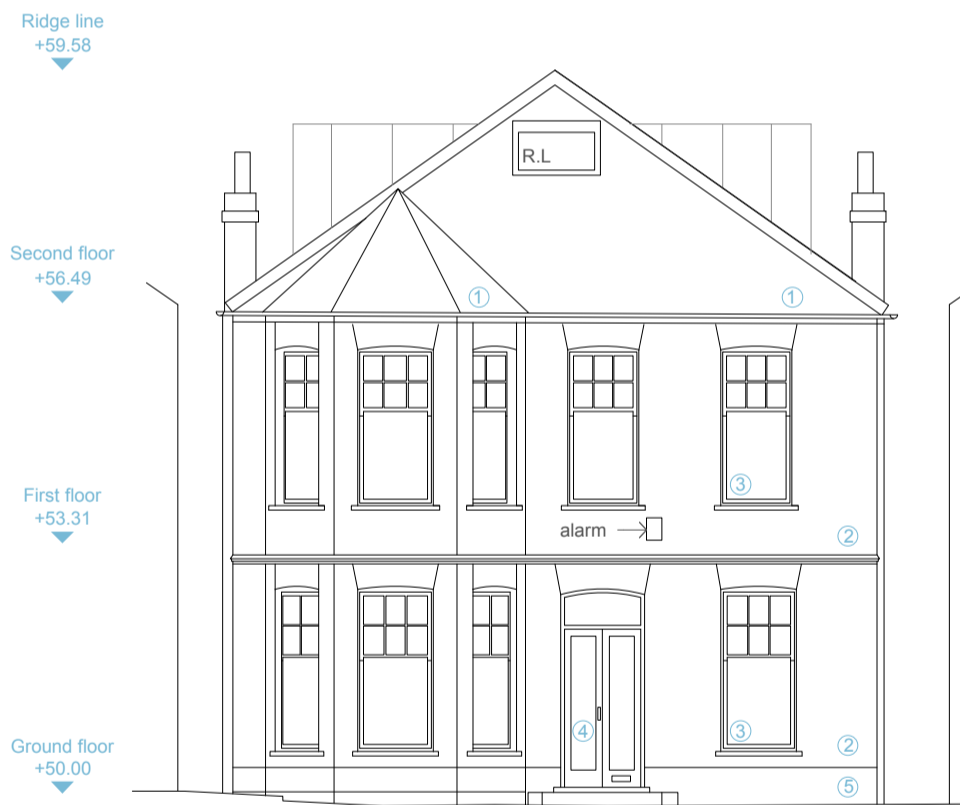 Ridge line
+59.58
R.L
Second floor
+56.49
1
1
First floor
+53.31
3
alarm
2
Ground floor
+50.00
4
3
2
5